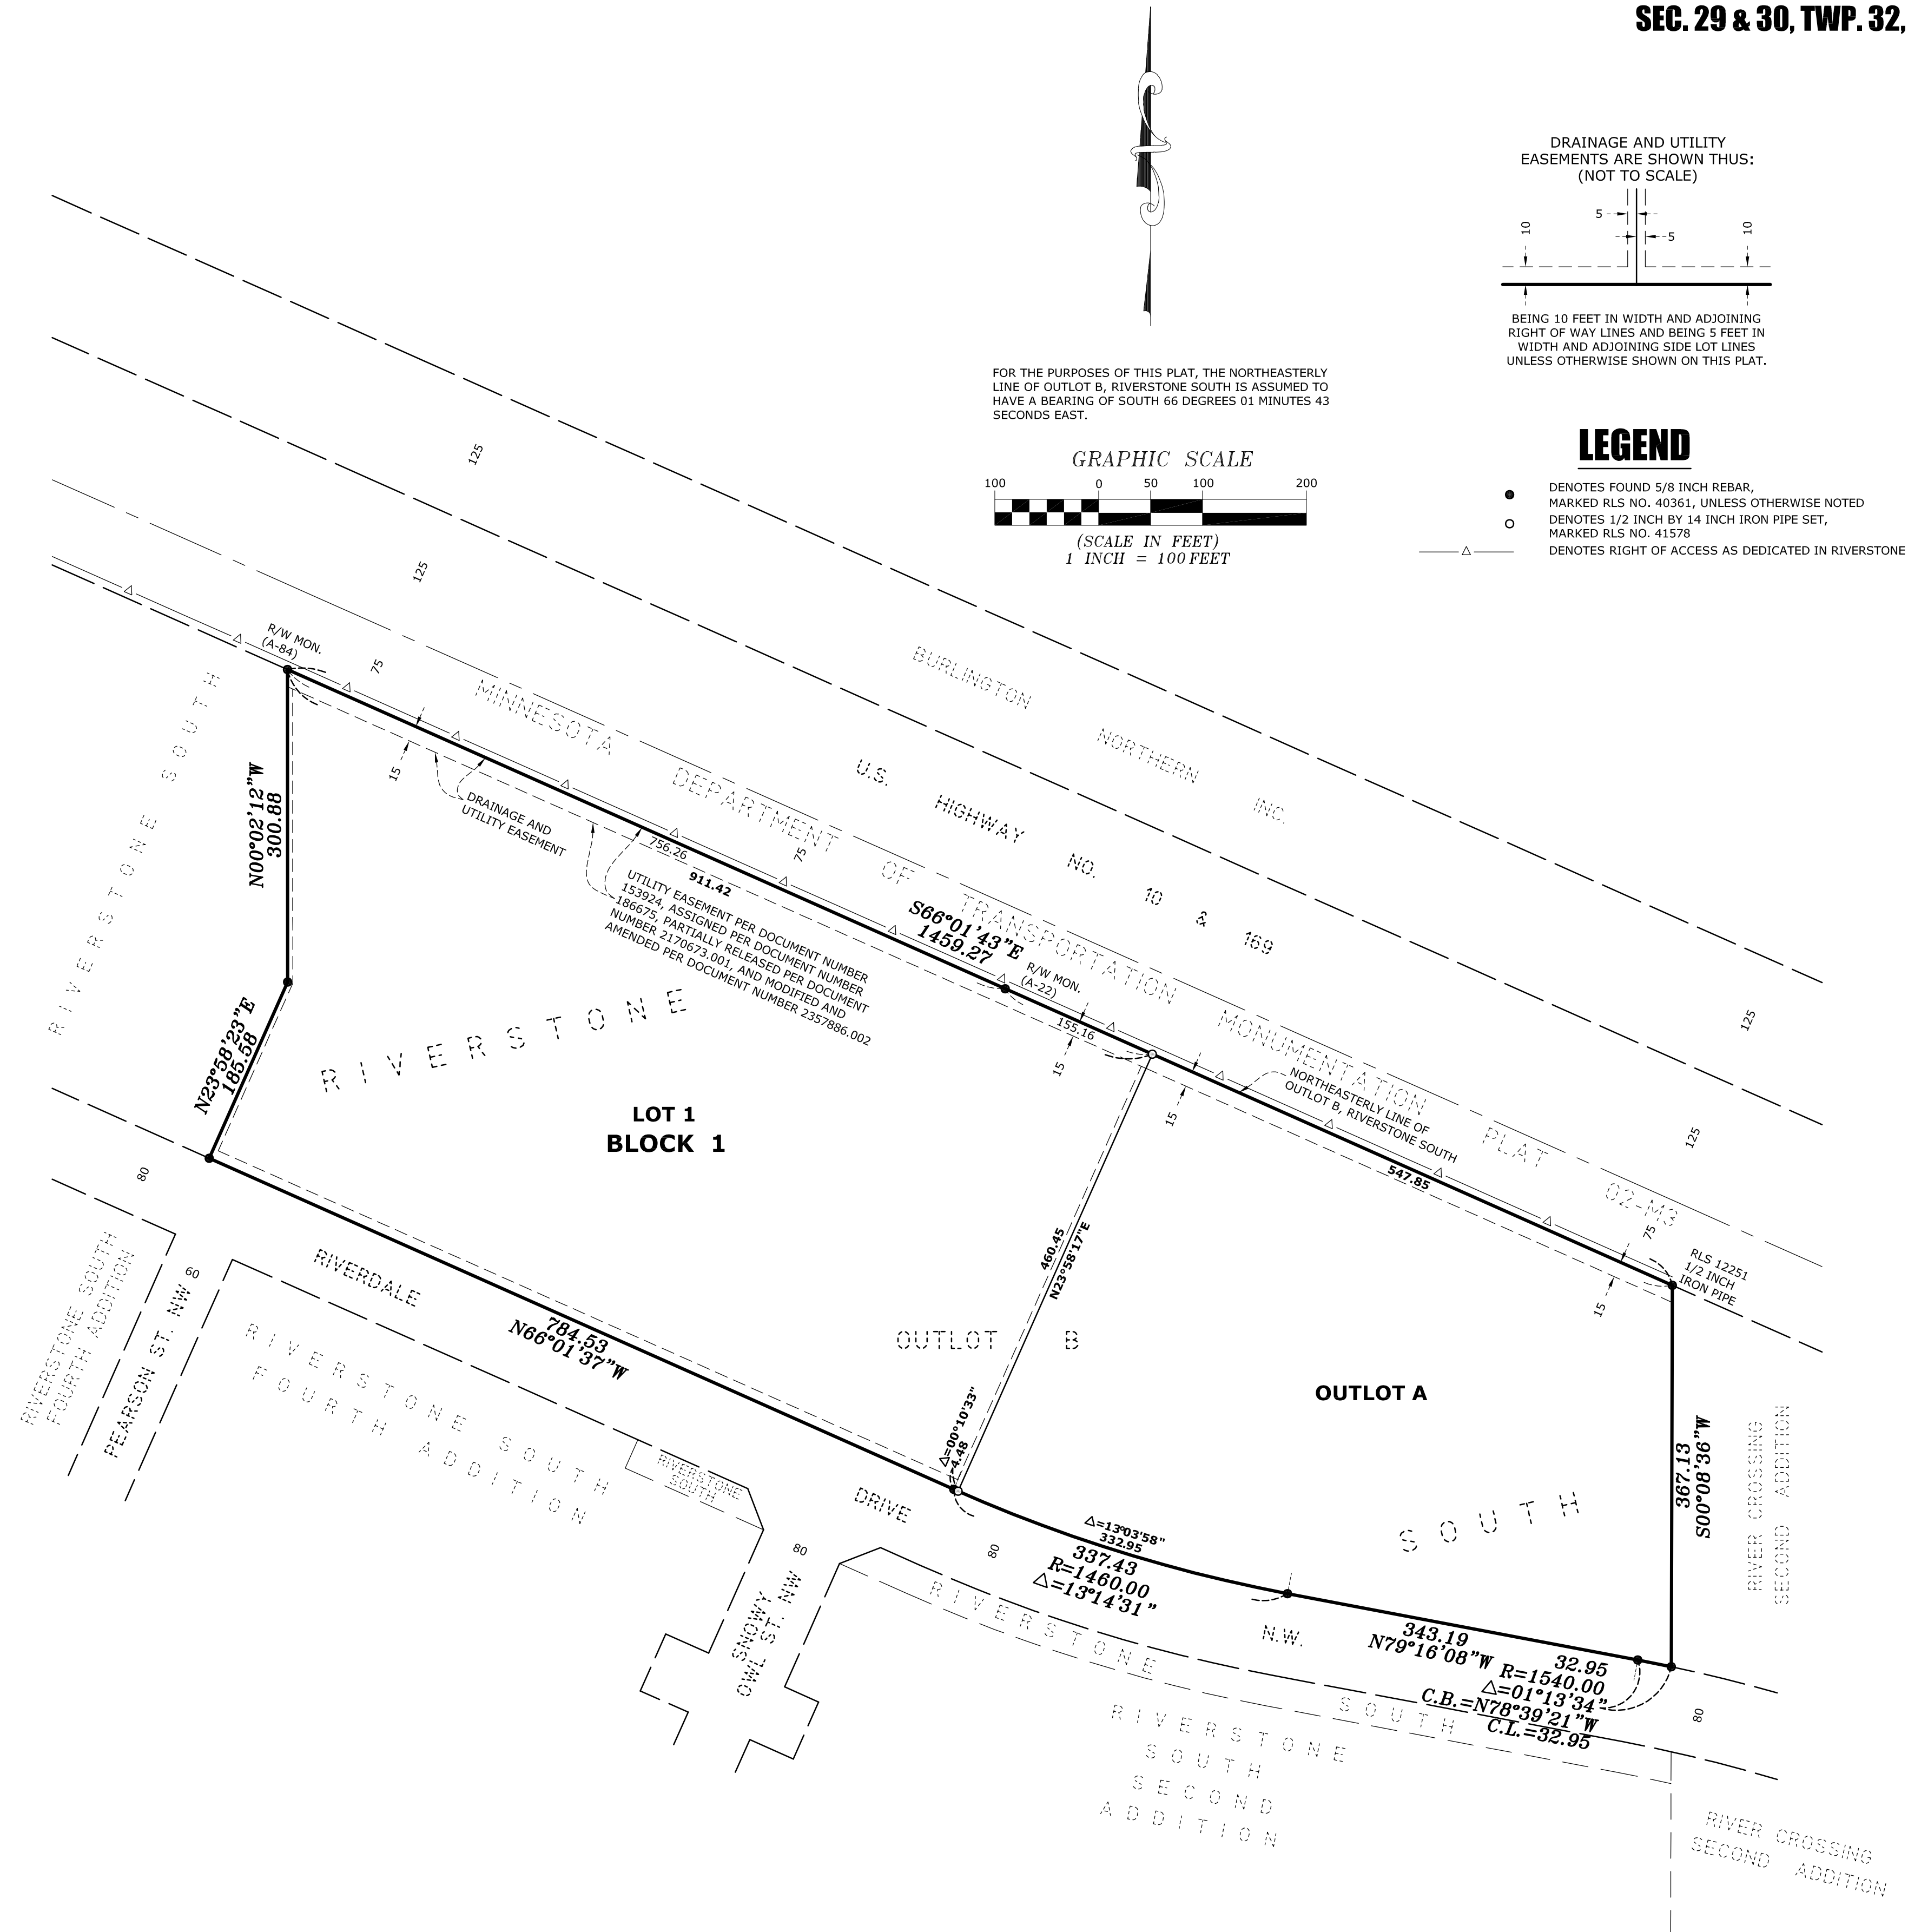 SEC. 29 & 30, TWP. 32,
DRAINAGE AND UTILITY
EASEMENTS ARE SHOWN THUS:
(NOT TO SCALE)
5
5
10
10
BEING 10 FEET IN WIDTH AND ADJOINING
RIGHT OF WAY LINES AND BEING 5 FEET IN
WIDTH AND ADJOINING SIDE LOT LINES
UNLESS OTHERWISE SHOWN ON THIS PLAT.
FOR THE PURPOSES OF THIS PLAT, THE NORTHEASTERLY
LINE OF OUTLOT B, RIVERSTONE SOUTH IS ASSUMED TO
HAVE A BEARING OF SOUTH 66 DEGREES 01 MINUTES 43
SECONDS EAST.
GRAPHIC SCALE
100 0 50 100 200
(SCALE IN FEET)
1 INCH = 100 FEET
LEGEND
DENOTES FOUND 5/8 INCH REBAR,
MARKED RLS NO. 40361, UNLESS OTHERWISE NOTED
DENOTES 1/2 INCH BY 14 INCH IRON PIPE SET,
MARKED RLS NO. 41578
DENOTES RIGHT OF ACCESS AS DEDICATED IN RIVERSTONE
125
125
R/W MON.
(A-84)
75
BURLINGTON NORTHERN INC.
U.S. HIGHWAY NO. 10 & 169
MINNESOTA DEPARTMENT OF TRANSPORTATION MONUMENTATION PLAT 02-M3
75
125
125
RIVERSTONE SOUTH
N00°02'12"W
300.88
15
DRAINAGE AND
UTILITY EASEMENT
756.26
911.42
UTILITY EASEMENT PER DOCUMENT NUMBER
153924, ASSIGNED PER DOCUMENT NUMBER
186675, PARTIALLY RELEASED PER DOCUMENT
NUMBER 2170673.001, AND MODIFIED AND
AMENDED PER DOCUMENT NUMBER 2357886.002
S66°01'43"E
1459.27
R/W MON.
(A-22)
155.16
15
15
NORTHEASTERLY LINE OF
OUTLOT B, RIVERSTONE SOUTH
547.85
75
15
RLS 12251
1/2 INCH
IRON PIPE
N23°58'23"E
185.58
RIVERSTONE
LOT 1
BLOCK 1
460.45
N23°58'17"E
OUTLOT B
OUTLOT A
SOUTH
367.13
S00°08'36"W
RIVER CROSSING
SECOND ADDITION
80
RIVERSTONE SOUTH
FOURTH ADDITION
PEARSON ST. NW
60
RIVERDALE
784.53
N66°01'37"W
RIVERSTONE SOUTH
FOURTH ADDITION
RIVERSTONE
SOUTH
Δ=00°10'33"
4.48
DRIVE
80
SNOWY
OWL ST. NW
80
Δ=13°03'58"
332.95
337.43
R=1460.00
Δ=13°14'31"
N.W.
343.19
N79°16'08"W
32.95
R=1540.00
Δ=01°13'34"
C.B.=N78°39'21"W
C.L.=32.95
80
RIVERSTONE SOUTH
RIVERSTONE
SOUTH
SECOND
ADDITION
RIVER CROSSING
SECOND ADDITION